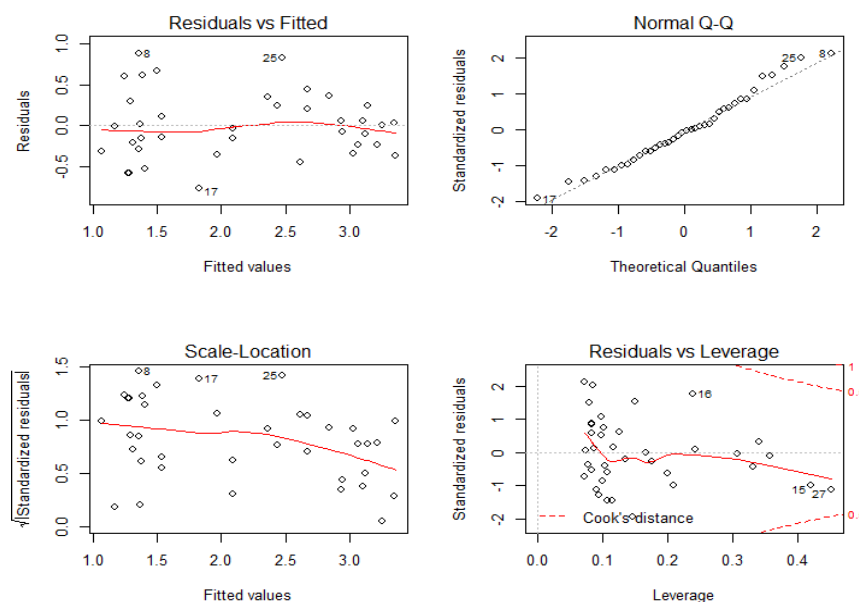 Residuals vs Fitted
Residuals
1.0
0.5
0.0
-0.5
8
25
17
1.0 1.5 2.0 2.5 3.0
Fitted values
Normal Q-Q
Standardized residuals
2
1
0
-1
-2
25
8
17
-2 -1 0 1 2
Theoretical Quantiles
Scale-Location
√|Standardized residuals|
1.5
1.0
0.5
0.0
8
17
25
1.0 1.5 2.0 2.5 3.0
Fitted values
Residuals vs Leverage
Standardized residuals
2
1
0
-1
-2
16
15
27
1
0.
0.
Cook's distance
0.0 0.1 0.2 0.3 0.4
Leverage